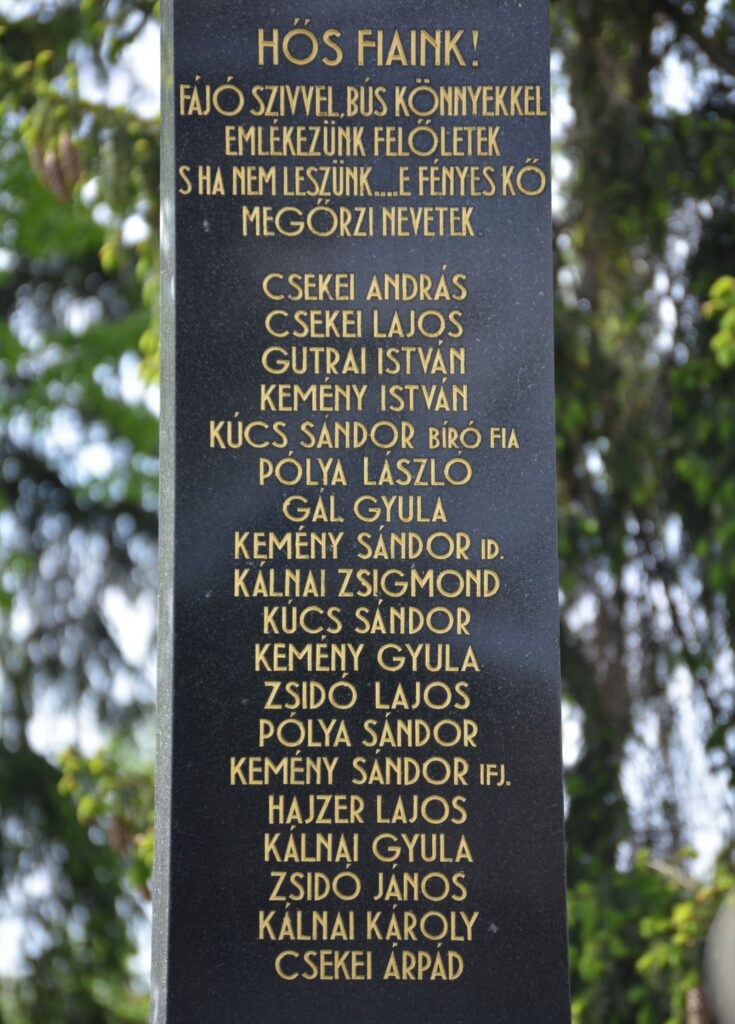 HŐS FIAINK!
FÁJÓ SZIVVEL, BÚS KÖNNYEKKEL
EMLÉKEZÜNK FELŐLETEK
S HA NEM LESZÜNK.....E FÉNYES KŐ
MEGŐRZI NEVETEK.
CSEKEI ANDRÁS
CSEKEI LAJOS
GUTRAI ISTVÁN
KEMÉNY ISTVÁN
KÚCS SÁNDOR BÍRÓ FIA
PÓLYA LÁSZLÓ
GÁL GYULA
KEMÉNY SÁNDOR ID.
KÁLNAI ZSIGMOND
KÚCS SÁNDOR
KEMÉNY GYULA
ZSIDÓ LAJOS
PÓLYA SÁNDOR
KEMÉNY SÁNDOR IFJ.
HAJZER LAJOS
KÁLNAI GYULA
ZSIDÓ JÁNOS
KÁLNAI KÁROLY
CSEKEI ÁRPÁD